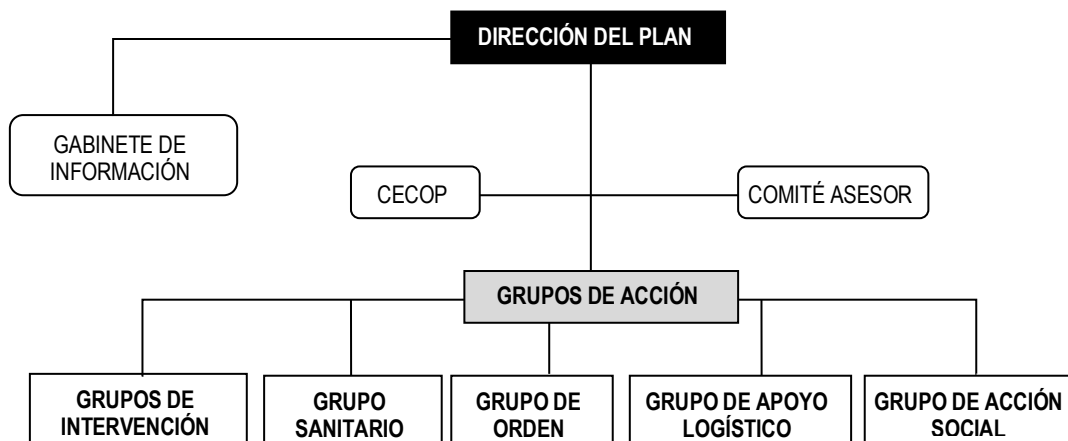 DIRECCIÓN DEL PLAN
GABINETE DE
INFORMACIÓN
CECOP
COMITÉ ASESOR
GRUPOS DE ACCIÓN
GRUPOS DE
INTERVENCIÓN
GRUPO
SANITARIO
GRUPO DE
ORDEN
GRUPO DE APOYO
LOGÍSTICO
GRUPO DE ACCIÓN
SOCIAL